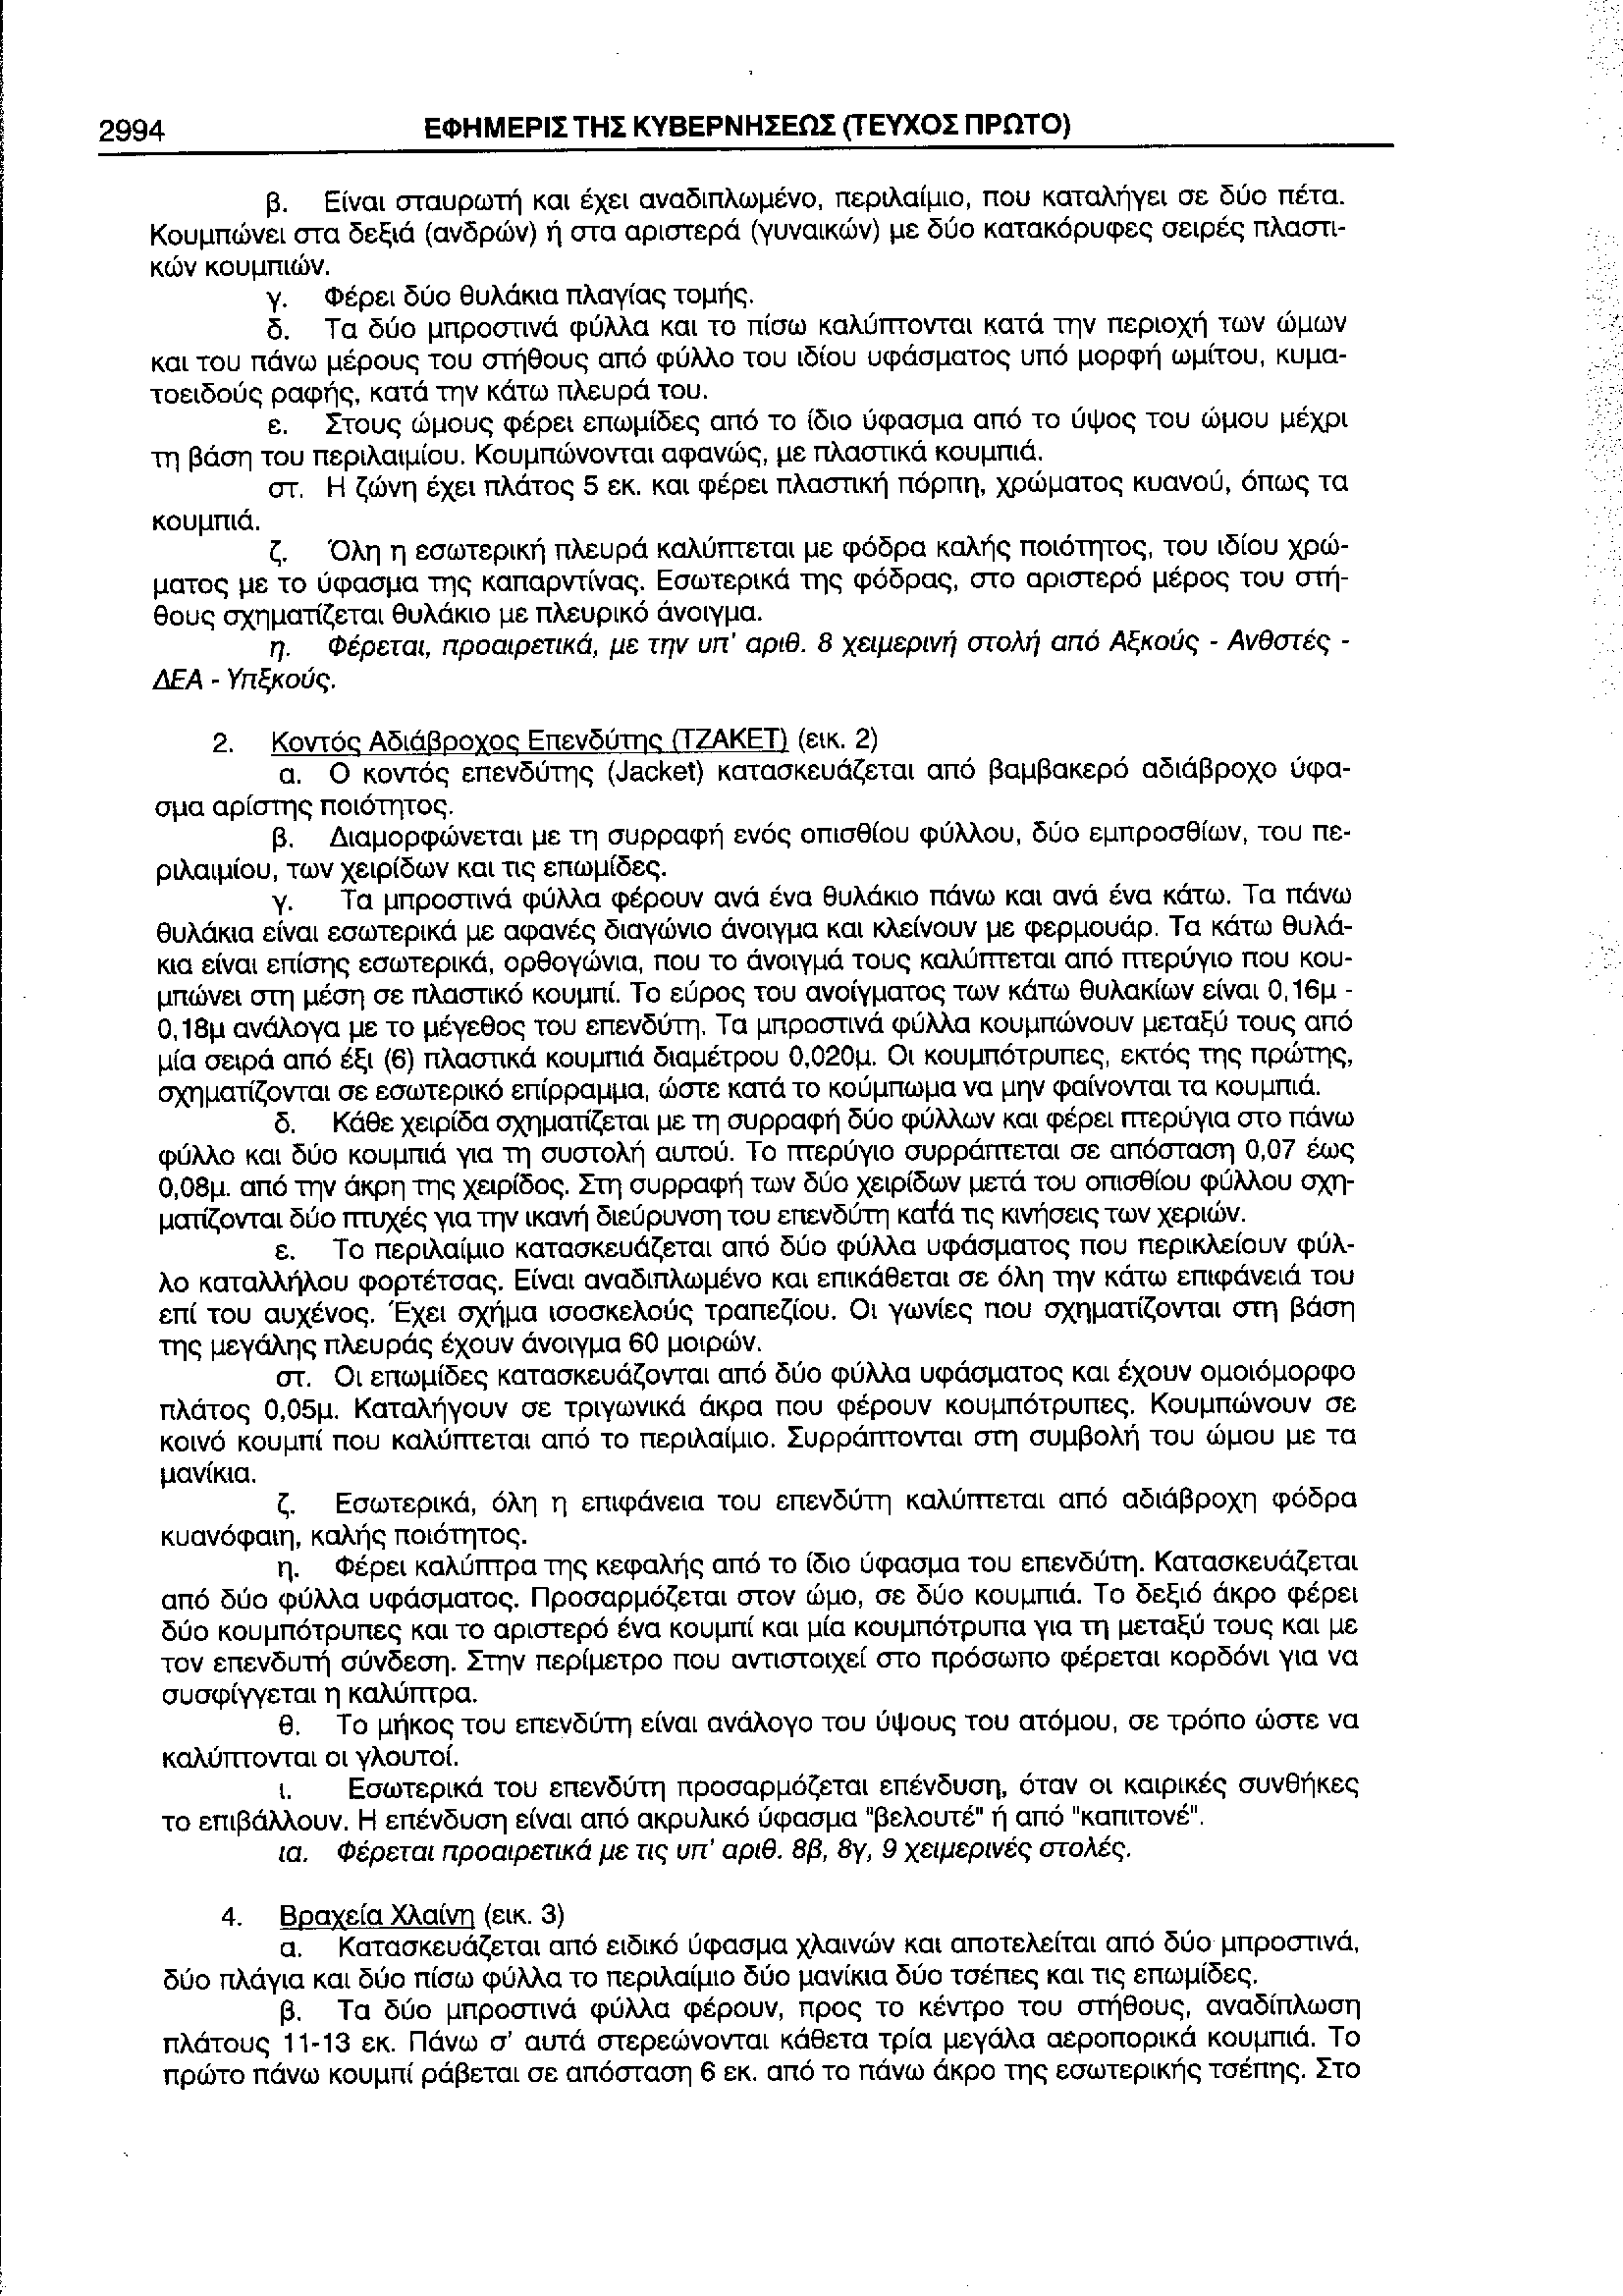 2994
ΕΦΗΜΕΡΙΣ ΤΗΣ ΚΥΒΕΡΝΗΣΕΩΣ (ΤΕΥΧΟΣ ΠΡΩΤΟ)
β. Είναι σταυρωτή και έχει αναδιπλωμένο, περιλαίμιο, που καταλήγει σε δύο πέτα.
Κουμπώνει στα δεξιά (ανδρών) ή στα αριστερά (γυναικών) με δύο κατακόρυφες σειρές πλαστι-
κών κουμπιών.
γ. Φέρει δύο θυλάκια πλαγίας τομής.
δ. Τα δύο μπροστινά φύλλα και το πίσω καλύπτονται κατά την περιοχή των ώμων
και του πάνω μέρους του στήθους από φύλλο του ιδίου υφάσματος υπό μορφή ωμίτου, κυμα-
τοειδούς ραφής, κατά την κάτω πλευρά του.
ε. Στους ώμους φέρει επωμίδες από το ίδιο ύφασμα από το ύψος του ώμου μέχρι
τη βάση του περιλαιμίου. Κουμπώνονται αφανώς, με πλαστικά κουμπιά.
στ. Η ζώνη έχει πλάτος 5 εκ. και φέρει πλαστική πόρπη, χρώματος κυανού, όπως τα
κουμπιά.
ζ. Όλη η εσωτερική πλευρά καλύπτεται με φόδρα καλής ποιότητος, του ιδίου χρώ-
ματος με το ύφασμα της καπαρντίνας. Εσωτερικά της φόδρας, στο αριστερό μέρος του στή-
θους σχηματίζεται θυλάκιο με πλευρικό άνοιγμα.
η. Φέρεται, προαιρετικά, με την υπ' αριθ. 8 χειμερινή στολή από Αξκούς - Ανθστές -
ΔΕΑ - Υπξκούς.
2. Κοντός Αδιάβροχος Επενδύτης (ΤΖΑΚΕΤ) (εικ. 2)
α. Ο κοντός επενδύτης (Jacket) κατασκευάζεται από βαμβακερό αδιάβροχο ύφα-
σμα αρίστης ποιότητος.
β. Διαμορφώνεται με τη συρραφή ενός οπισθίου φύλλου, δύο εμπροσθίων, του πε-
ριλαιμίου, των χειρίδων και τις επωμίδες.
γ. Τα μπροστινά φύλλα φέρουν ανά ένα θυλάκιο πάνω και ανά ένα κάτω. Τα πάνω
θυλάκια είναι εσωτερικά με αφανές διαγώνιο άνοιγμα και κλείνουν με φερμουάρ. Τα κάτω θυλά-
κια είναι επίσης εσωτερικά, ορθογώνια, που το άνοιγμά τους καλύπτεται από πτερύγιο που κου-
μπώνει στη μέση σε πλαστικό κουμπί. Το εύρος του ανοίγματος των κάτω θυλακίων είναι 0,16μ -
0,18μ ανάλογα με το μέγεθος του επενδύτη. Τα μπροστινά φύλλα κουμπώνουν μεταξύ τους από
μία σειρά από έξι (6) πλαστικά κουμπιά διαμέτρου 0,020μ. Οι κουμπότρυπες, εκτός της πρώτης,
σχηματίζονται σε εσωτερικό επίρραμμα, ώστε κατά το κούμπωμα να μην φαίνονται τα κουμπιά.
δ. Κάθε χειρίδα σχηματίζεται με τη συρραφή δύο φύλλων και φέρει πτερύγια στο πάνω
φύλλο και δύο κουμπιά για τη συστολή αυτού. Το πτερύγιο συρράπτεται σε απόσταση 0,07 έως
0,08μ. από την άκρη της χειρίδος. Στη συρραφή των δύο χειρίδων μετά του οπισθίου φύλλου σχη-
ματίζονται δύο πτυχές για την ικανή διεύρυνση του επενδύτη κατά τις κινήσεις των χεριών.
ε. Το περιλαίμιο κατασκευάζεται από δύο φύλλα υφάσματος που περικλείουν φύλ-
λο καταλλήλου φορτέτσας. Είναι αναδιπλωμένο και επικάθεται σε όλη την κάτω επιφάνειά του
επί του αυχένος. Έχει σχήμα ισοσκελούς τραπεζίου. Οι γωνίες που σχηματίζονται στη βάση
της μεγάλης πλευράς έχουν άνοιγμα 60 μοιρών.
στ. Οι επωμίδες κατασκευάζονται από δύο φύλλα υφάσματος και έχουν ομοιόμορφο
πλάτος 0,05μ. Καταλήγουν σε τριγωνικά άκρα που φέρουν κουμπότρυπες. Κουμπώνουν σε
κοινό κουμπί που καλύπτεται από το περιλαίμιο. Συρράπτονται στη συμβολή του ώμου με τα
μανίκια.
ζ. Εσωτερικά, όλη η επιφάνεια του επενδύτη καλύπτεται από αδιάβροχη φόδρα
κυανόφαιη, καλής ποιότητος.
η. Φέρει καλύπτρα της κεφαλής από το ίδιο ύφασμα του επενδύτη. Κατασκευάζεται
από δύο φύλλα υφάσματος. Προσαρμόζεται στον ώμο, σε δύο κουμπιά. Το δεξιό άκρο φέρει
δύο κουμπότρυπες και το αριστερό ένα κουμπί και μία κουμπότρυπα για τη μεταξύ τους και με
τον επενδυτή σύνδεση. Στην περίμετρο που αντιστοιχεί στο πρόσωπο φέρεται κορδόνι για να
συσφίγγεται η καλύπτρα.
θ. Το μήκος του επενδύτη είναι ανάλογο του ύψους του ατόμου, σε τρόπο ώστε να
καλύπτονται οι γλουτοί.
ι. Εσωτερικά του επενδύτη προσαρμόζεται επένδυση, όταν οι καιρικές συνθήκες
το επιβάλλουν. Η επένδυση είναι από ακρυλικό ύφασμα "βελουτέ" ή από "καπιτονέ".
ια. Φέρεται προαιρετικά με τις υπ' αριθ. 8β, 8γ, 9 χειμερινές στολές.
4. Βραχεία Χλαίνη (εικ. 3)
α. Κατασκευάζεται από ειδικό ύφασμα χλαινών και αποτελείται από δύο μπροστινά,
δύο πλάγια και δύο πίσω φύλλα το περιλαίμιο δύο μανίκια δύο τσέπες και τις επωμίδες.
β. Τα δύο μπροστινά φύλλα φέρουν, προς το κέντρο του στήθους, αναδίπλωση
πλάτους 11-13 εκ. Πάνω σ' αυτά στερεώνονται κάθετα τρία μεγάλα αεροπορικά κουμπιά. Το
πρώτο πάνω κουμπί ράβεται σε απόσταση 6 εκ. από το πάνω άκρο της εσωτερικής τσέπης. Στο